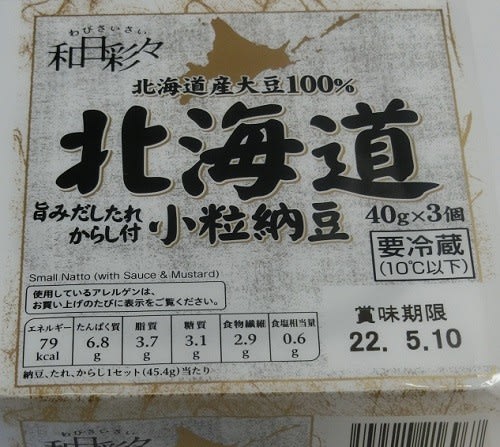 わびさいさい
和日彩々
北海道産大豆100%
北海道
旨みだしたれ
からし付
小粒納豆
40g×3個
要冷蔵
(10℃以下)
Small Natto (with Sauce & Mustard)
使用しているアレルゲンは、
お買い上げのたびに表示をご覧ください。
賞味期限
22. 5.10
エネルギー たんぱく質 脂質 糖質 食物繊維 食塩相当量
79 6.8 3.7 3.1 2.9 0.6
kcal g g g g g
納豆、たれ、からし1セット(45.4g)当たり